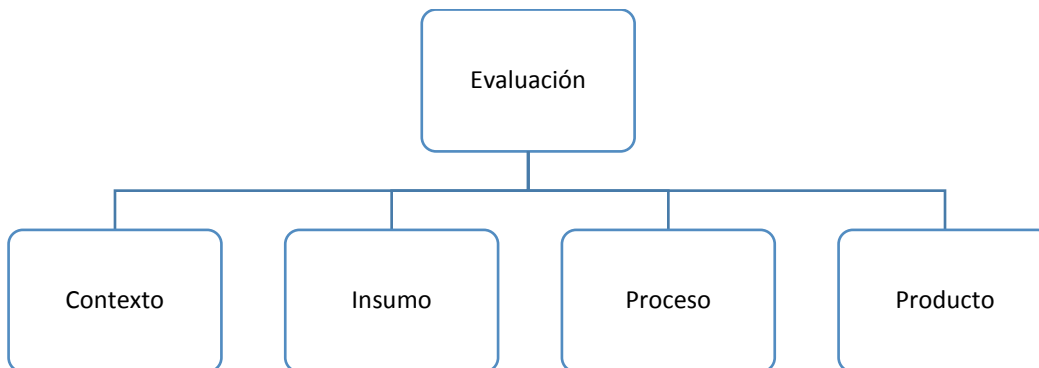 Evaluación
Contexto
Insumo
Proceso
Producto